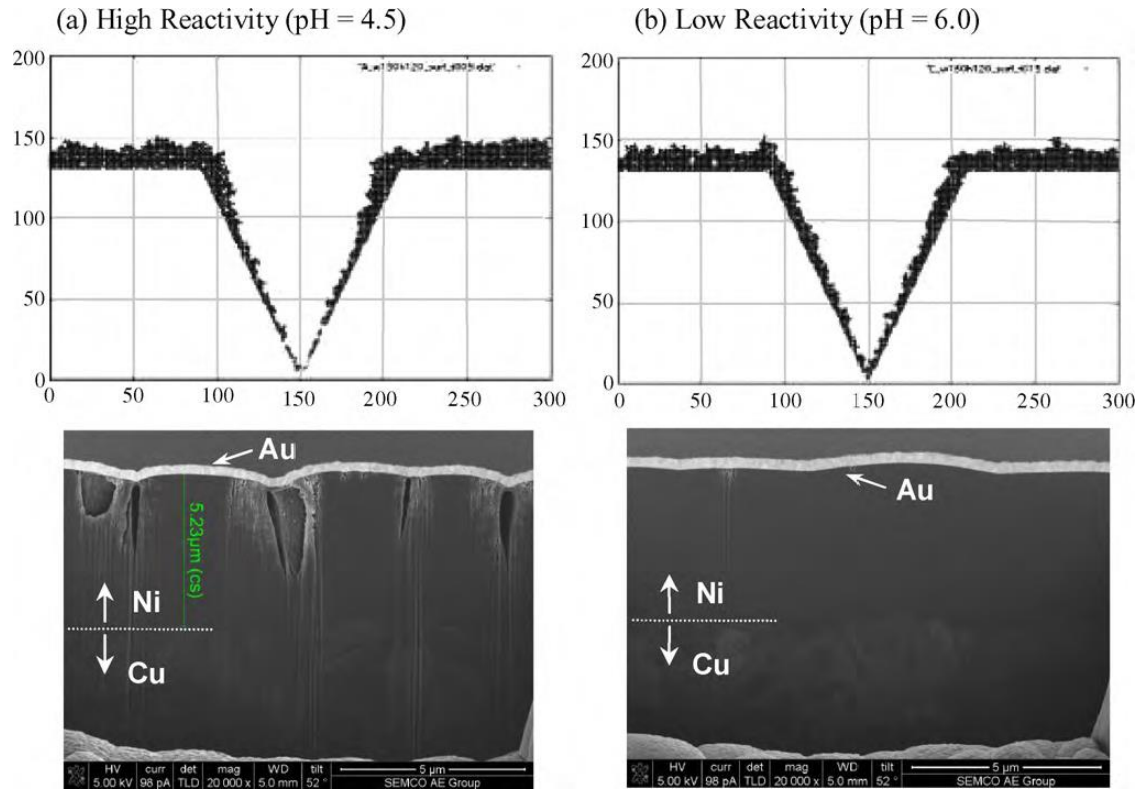 (a) High Reactivity (pH = 4.5)
(b) Low Reactivity (pH = 6.0)
200
150
100
50
0
0 50 100 150 200 250 300
200
150
100
50
0
0 50 100 150 200 250 300
Au
5.23µm (cs)
Ni
Cu
HV curr det mag WD tilt 5 µm
5.00 kV 98 pA TLD 20 000 x 5.0 mm 52 ° SEMCO AE Group
Au
Ni
Cu
HV curr det mag WD tilt 5 µm
5.00 kV 98 pA TLD 20 000 x 5.0 mm 52 ° SEMCO AE Group